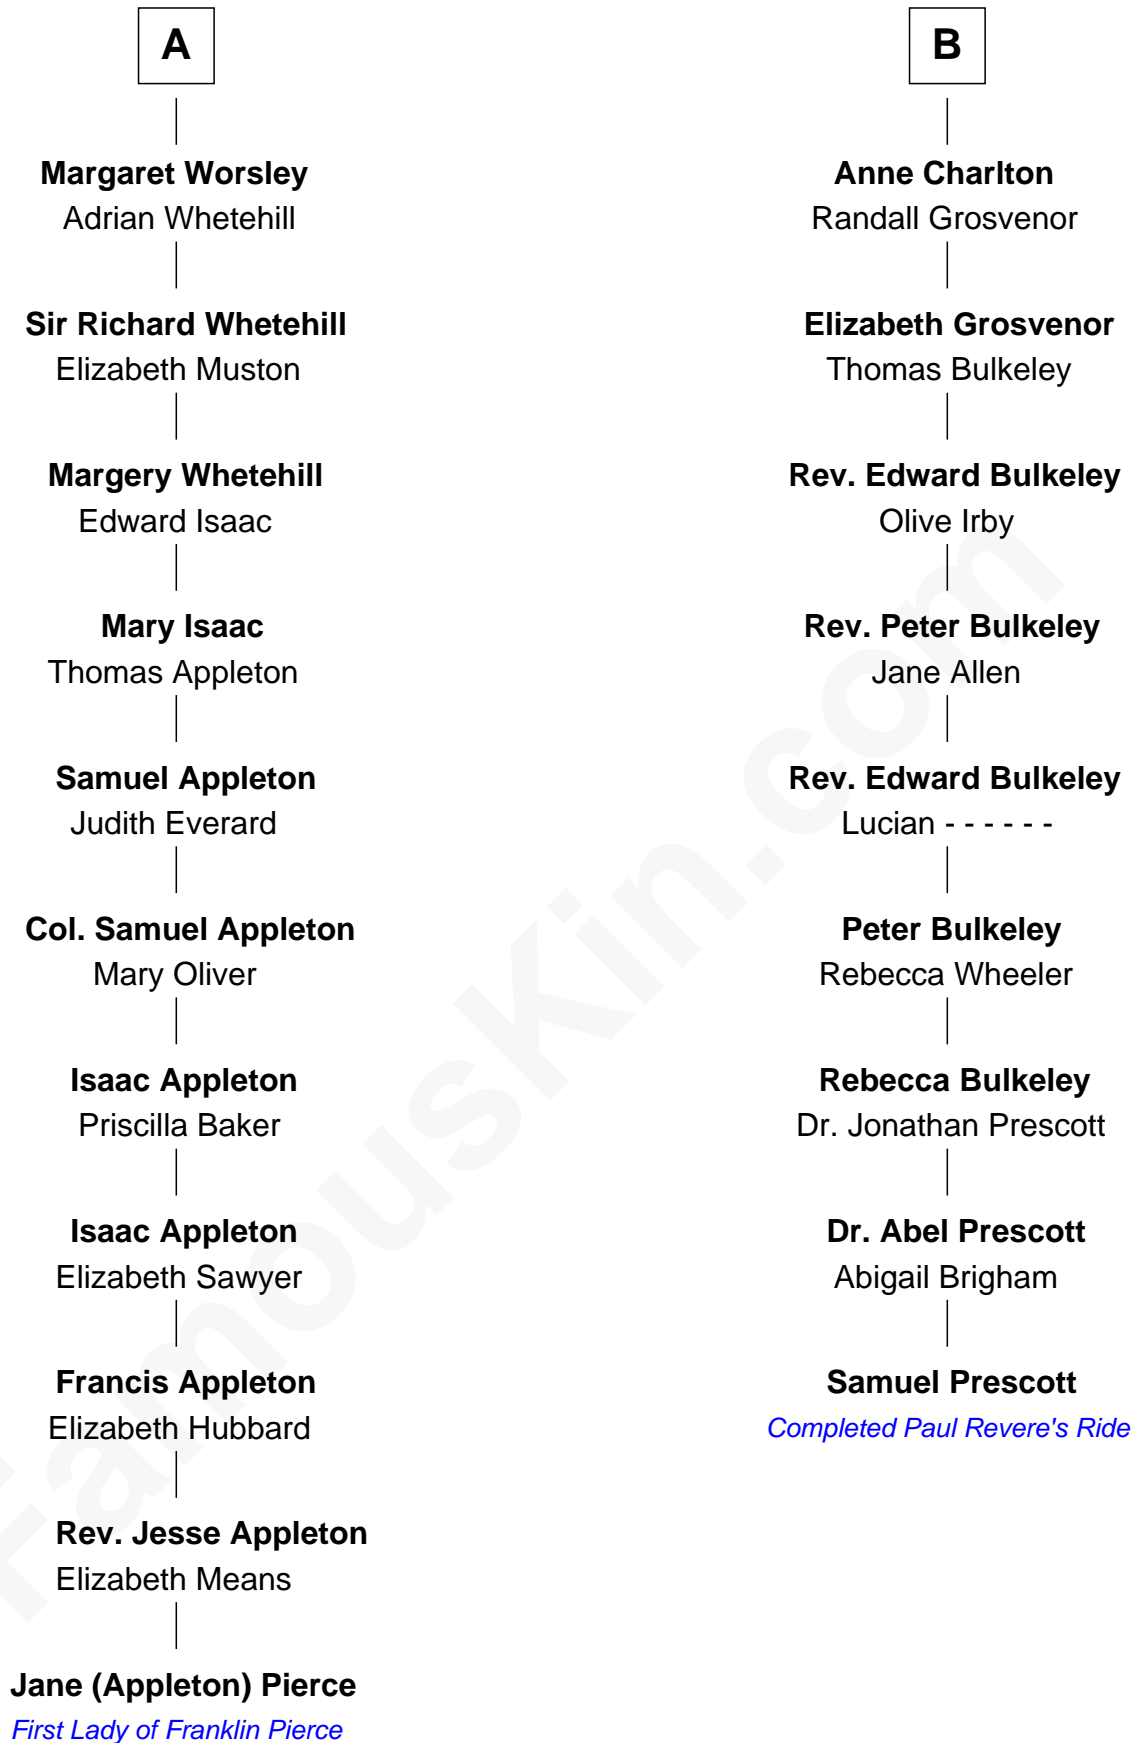 A
Margaret Worsley
Adrian Whetehill
Sir Richard Whetehill
Elizabeth Muston
Margery Whetehill
Edward Isaac
Mary Isaac
Thomas Appleton
Samuel Appleton
Judith Everard
Col. Samuel Appleton
Mary Oliver
Isaac Appleton
Priscilla Baker
Isaac Appleton
Elizabeth Sawyer
Francis Appleton
Elizabeth Hubbard
Rev. Jesse Appleton
Elizabeth Means
Jane (Appleton) Pierce
First Lady of Franklin Pierce
B
Anne Charlton
Randall Grosvenor
Elizabeth Grosvenor
Thomas Bulkeley
Rev. Edward Bulkeley
Olive Irby
Rev. Peter Bulkeley
Jane Allen
Rev. Edward Bulkeley
Lucian - - - - - -
Peter Bulkeley
Rebecca Wheeler
Rebecca Bulkeley
Dr. Jonathan Prescott
Dr. Abel Prescott
Abigail Brigham
Samuel Prescott
Completed Paul Revere's Ride
FamousKin.com